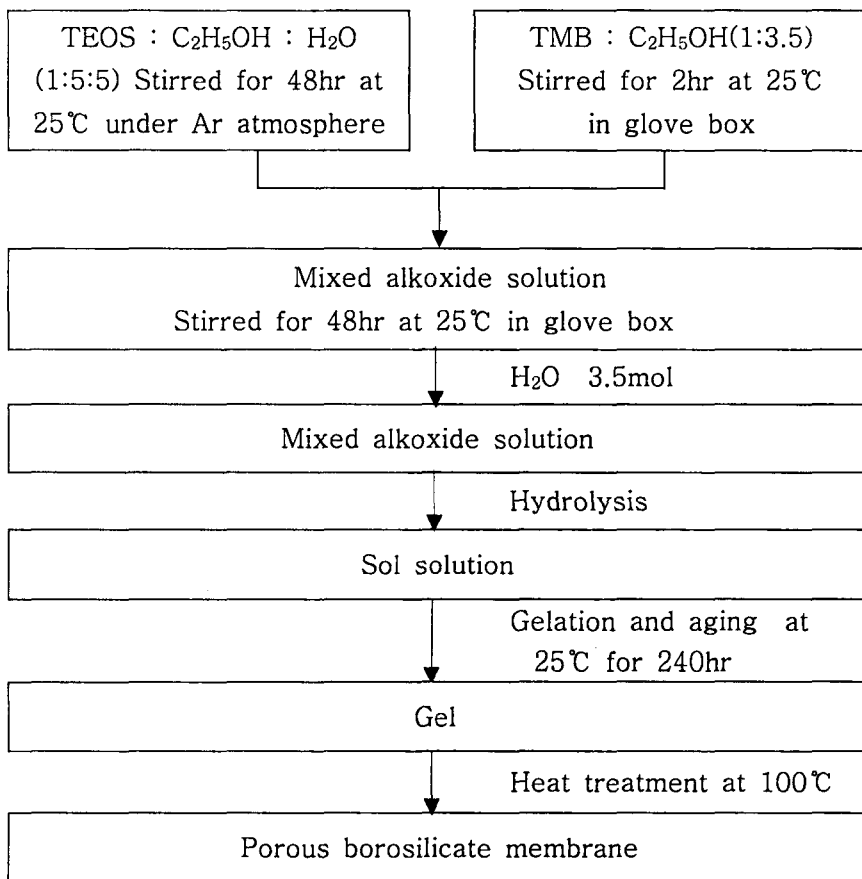 TEOS : C₂H₅OH : H₂O
(1:5:5) Stirred for 48hr at
25℃ under Ar atmosphere
TMB : C₂H₅OH(1:3.5)
Stirred for 2hr at 25℃
in glove box
Mixed alkoxide solution
Stirred for 48hr at 25℃ in glove box
H₂O 3.5mol
Mixed alkoxide solution
Hydrolysis
Sol solution
Gelation and aging at
25℃ for 240hr
Gel
Heat treatment at 100℃
Porous borosilicate membrane